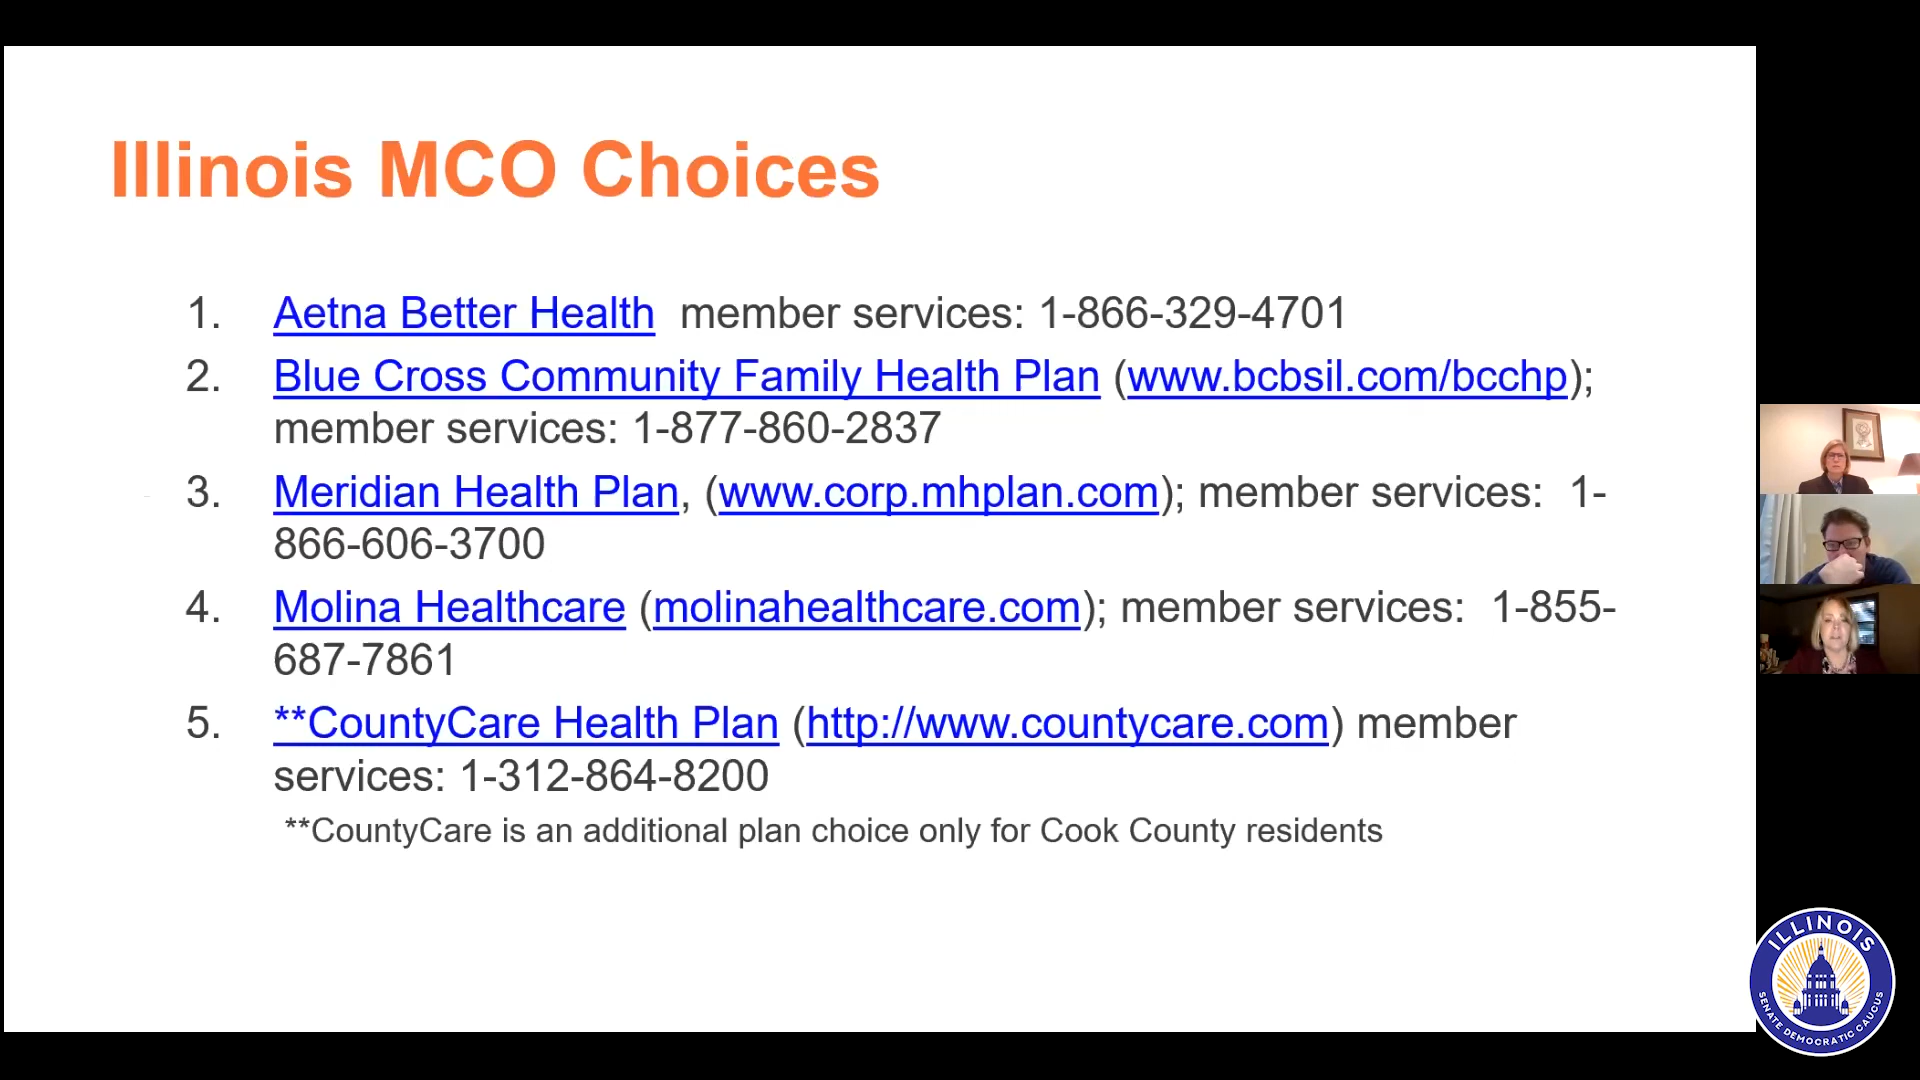 Illinois MCO Choices
1. Aetna Better Health  member services: 1-866-329-4701
2. Blue Cross Community Family Health Plan (www.bcbsil.com/bcchp);
member services: 1-877-860-2837
3. Meridian Health Plan, (www.corp.mhplan.com); member services:  1-
866-606-3700
4. Molina Healthcare (molinahealthcare.com); member services:  1-855-
687-7861
5. **CountyCare Health Plan (http://www.countycare.com) member
services: 1-312-864-8200
**CountyCare is an additional plan choice only for Cook County residents
ILLINOIS
SENATE DEMOCRATIC CAUCUS